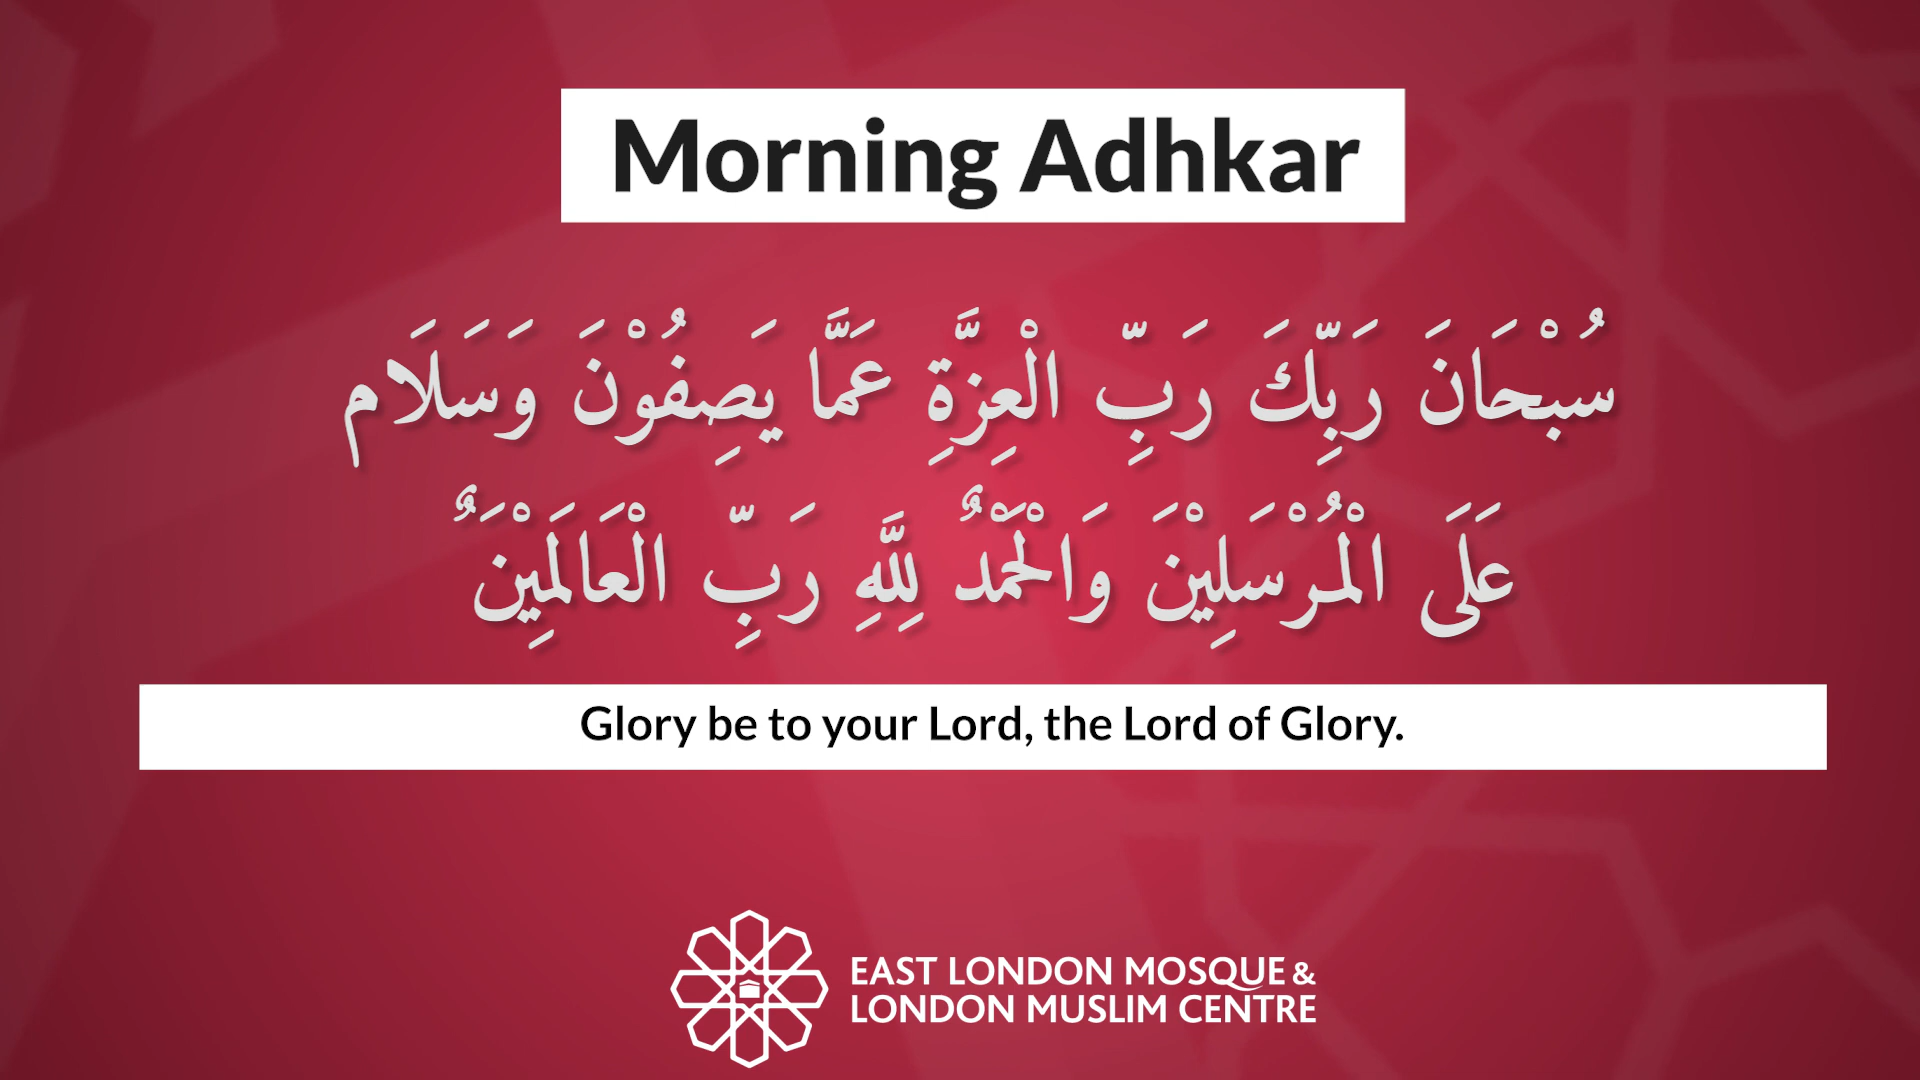 Morning Adhkar
سُبْحَانَ رَبِّكَ رَبِّ الْعِزَّةِ عَمَّا يَصِفُوْنَ وَسَلَام
عَلَى الْمُرْسَلِيْنَ وَالْحَمْدٌ لِلَّهِ رَبِّ الْعَالَمِيْنَ ٌ
Glory be to your Lord, the Lord of Glory.
EAST LONDON MOSQUE &
LONDON MUSLIM CENTRE